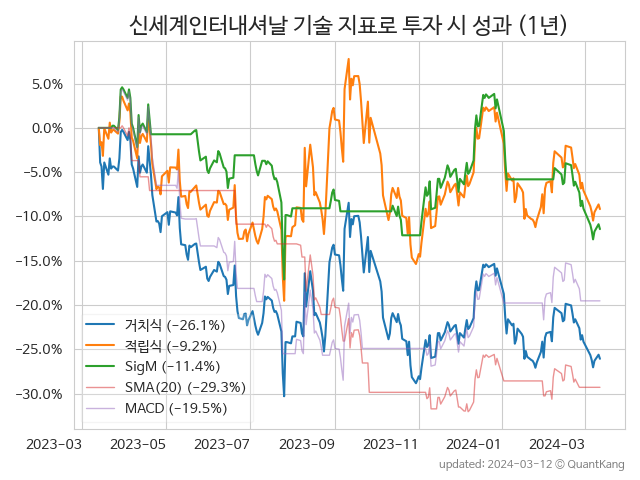 신세계인터내셔날 기술 지표로 투자 시 성과 (1년)
5.0%
0.0%
−5.0%
−10.0%
−15.0%
−20.0%
−25.0%
−30.0%
거치식 (−26.1%)
적립식 (−9.2%)
SigM (−11.4%)
SMA(20) (−29.3%)
MACD (−19.5%)
2023-03 2023-05 2023-07 2023-09 2023-11 2024-01 2024-03
updated: 2024-03-12 © QuantKang